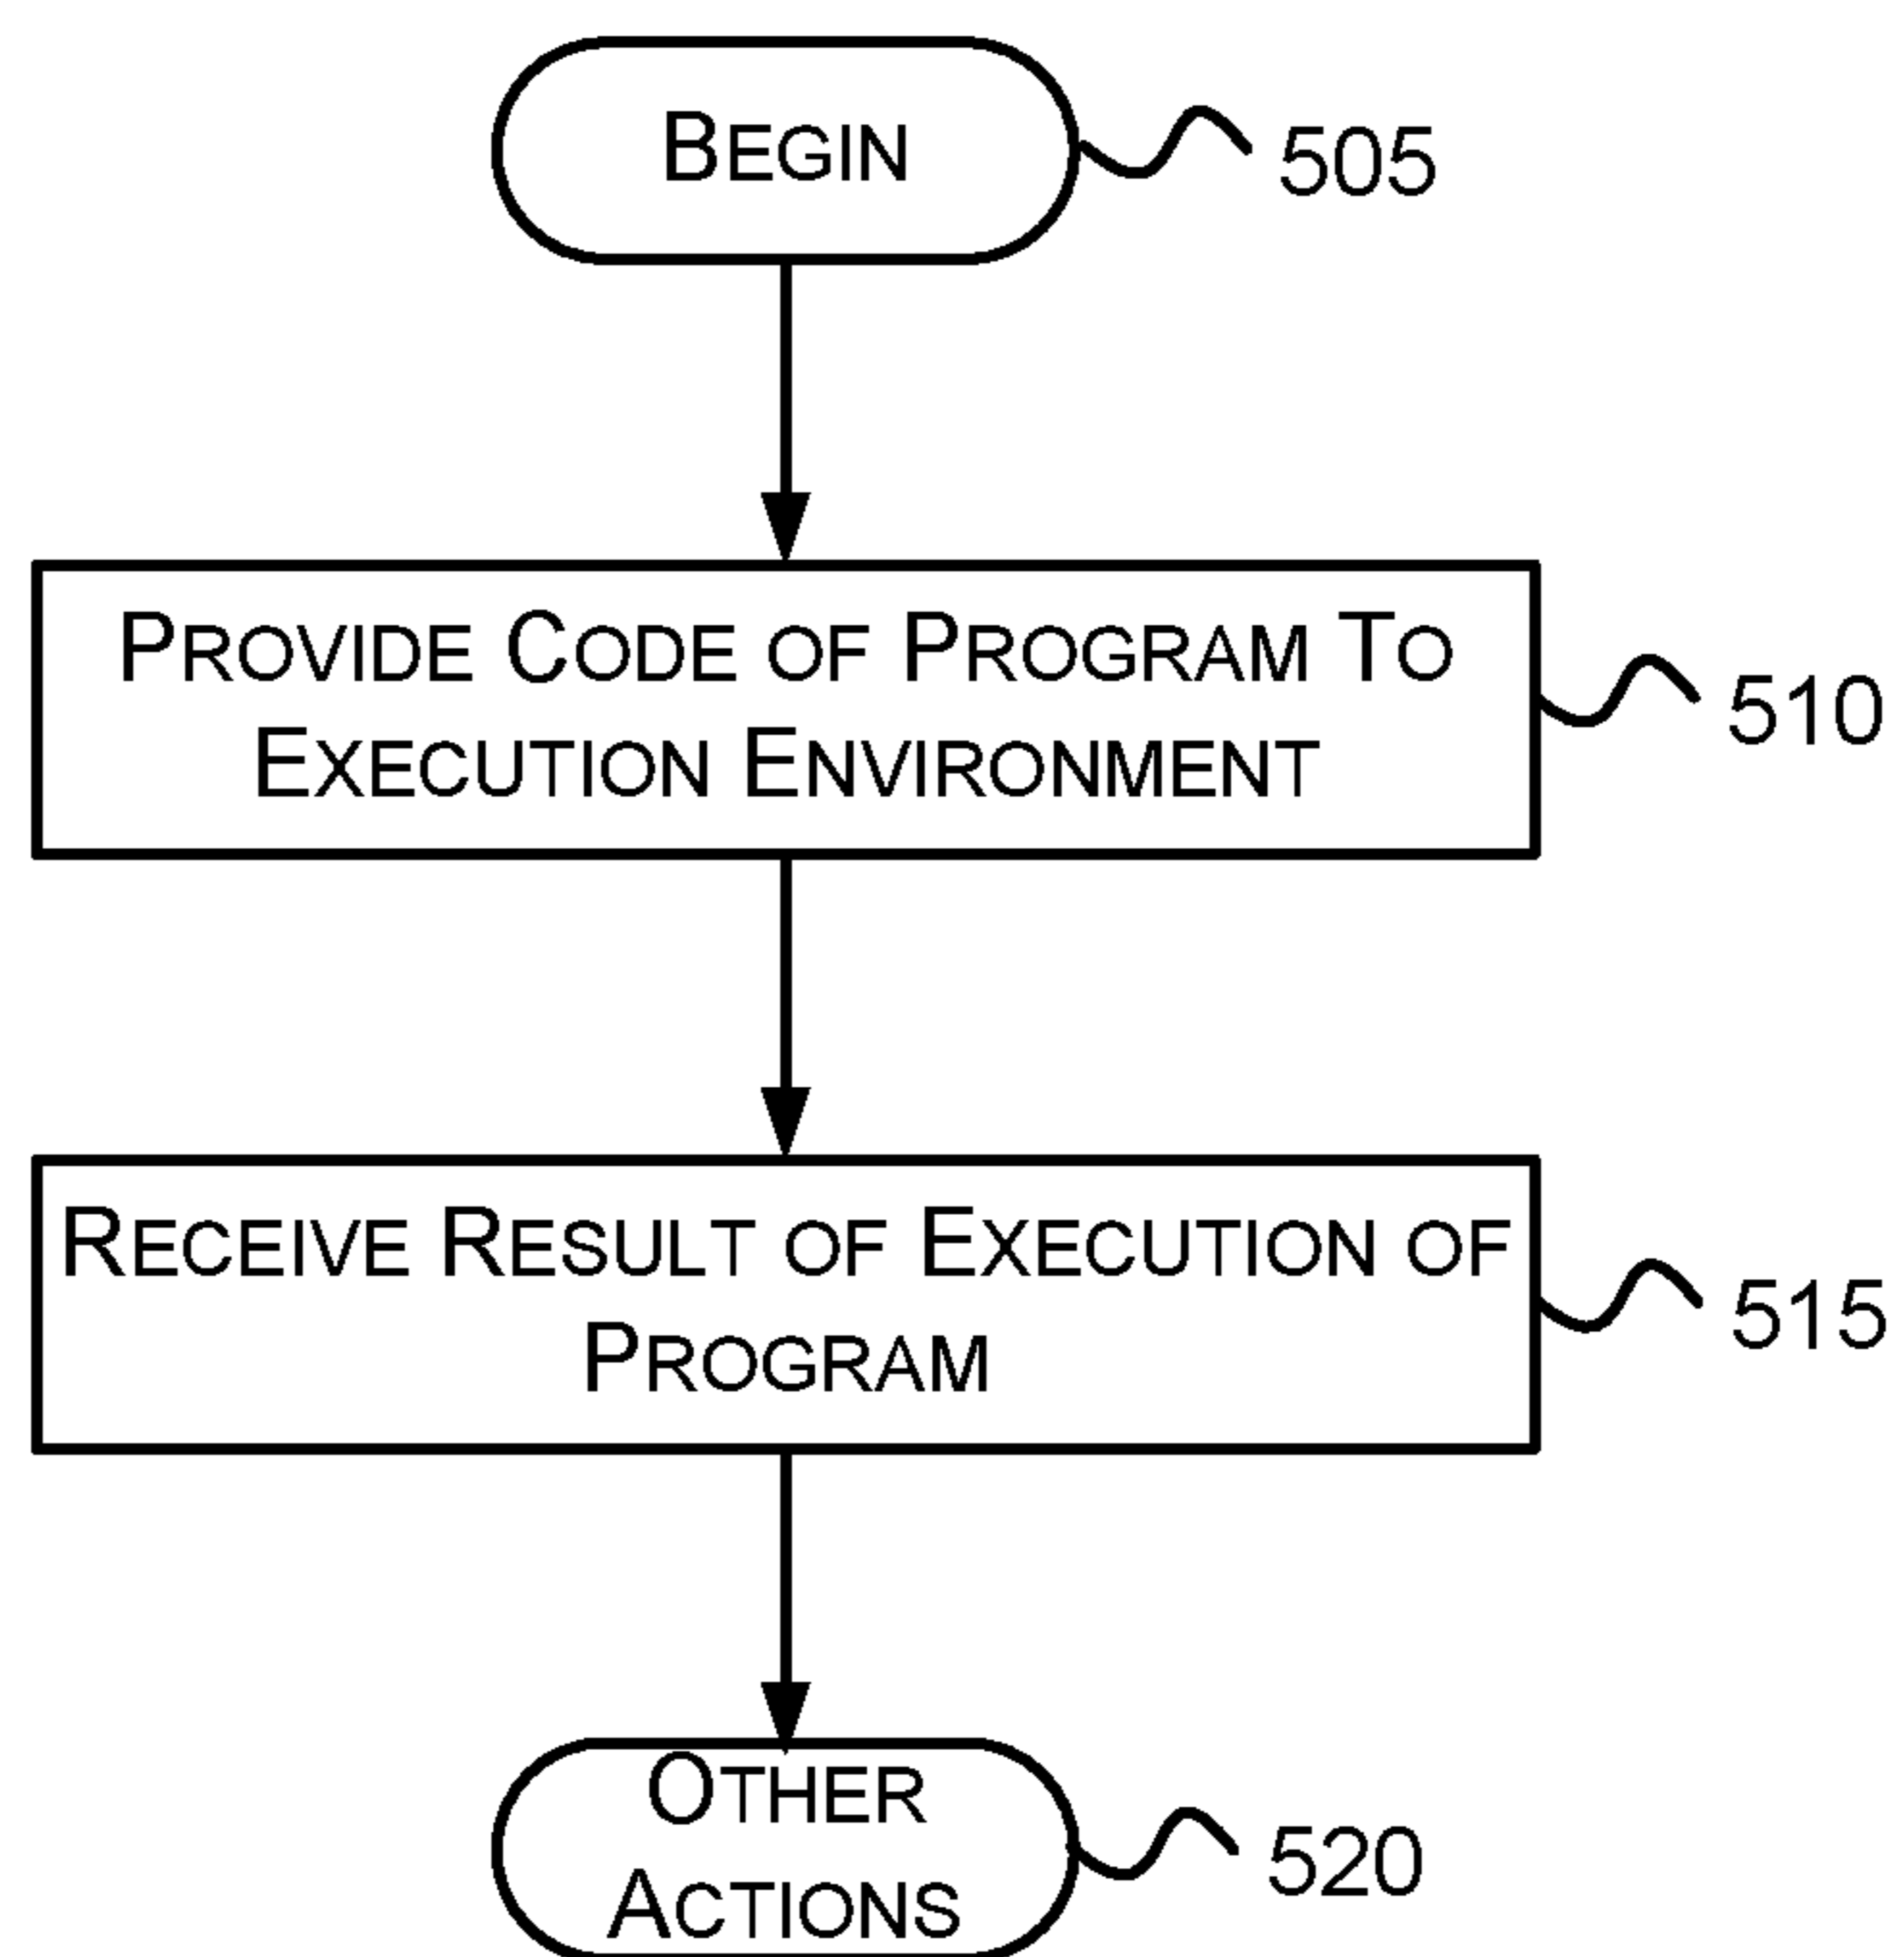 BEGIN
505
PROVIDE CODE OF PROGRAM TO
EXECUTION ENVIRONMENT
510
RECEIVE RESULT OF EXECUTION OF
PROGRAM
515
OTHER
ACTIONS
520